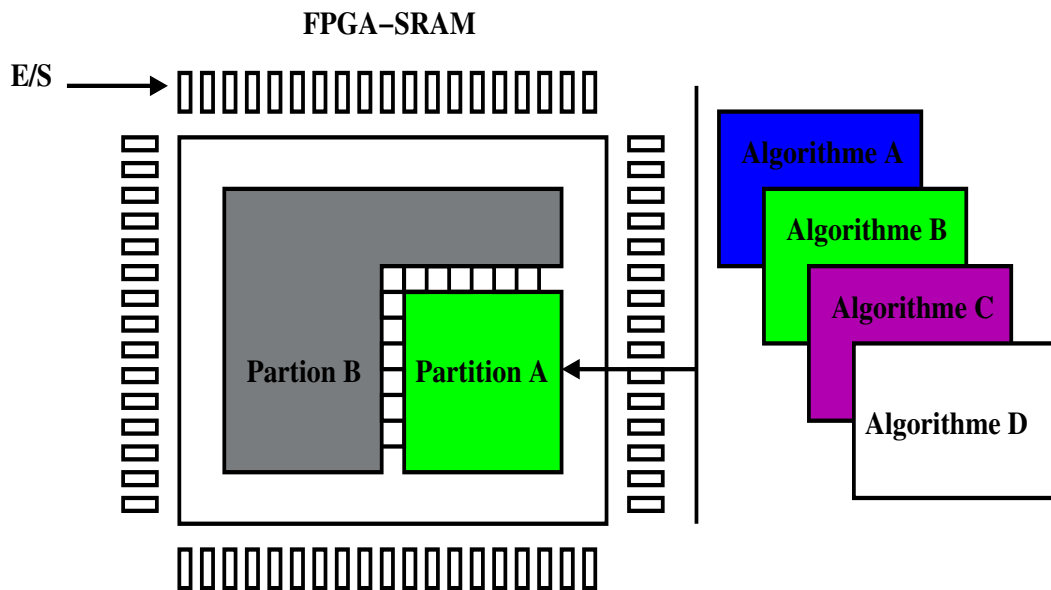 FPGA–SRAM
E/S
Algorithme A
Algorithme B
Algorithme C
Partion B
Partition A
Algorithme D